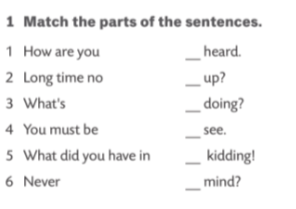 1 Match the parts of the sentences.
1 How are you __ heard.
2 Long time no __ up?
3 What's __ doing?
4 You must be __ see.
5 What did you have in __ kidding!
6 Never __ mind?